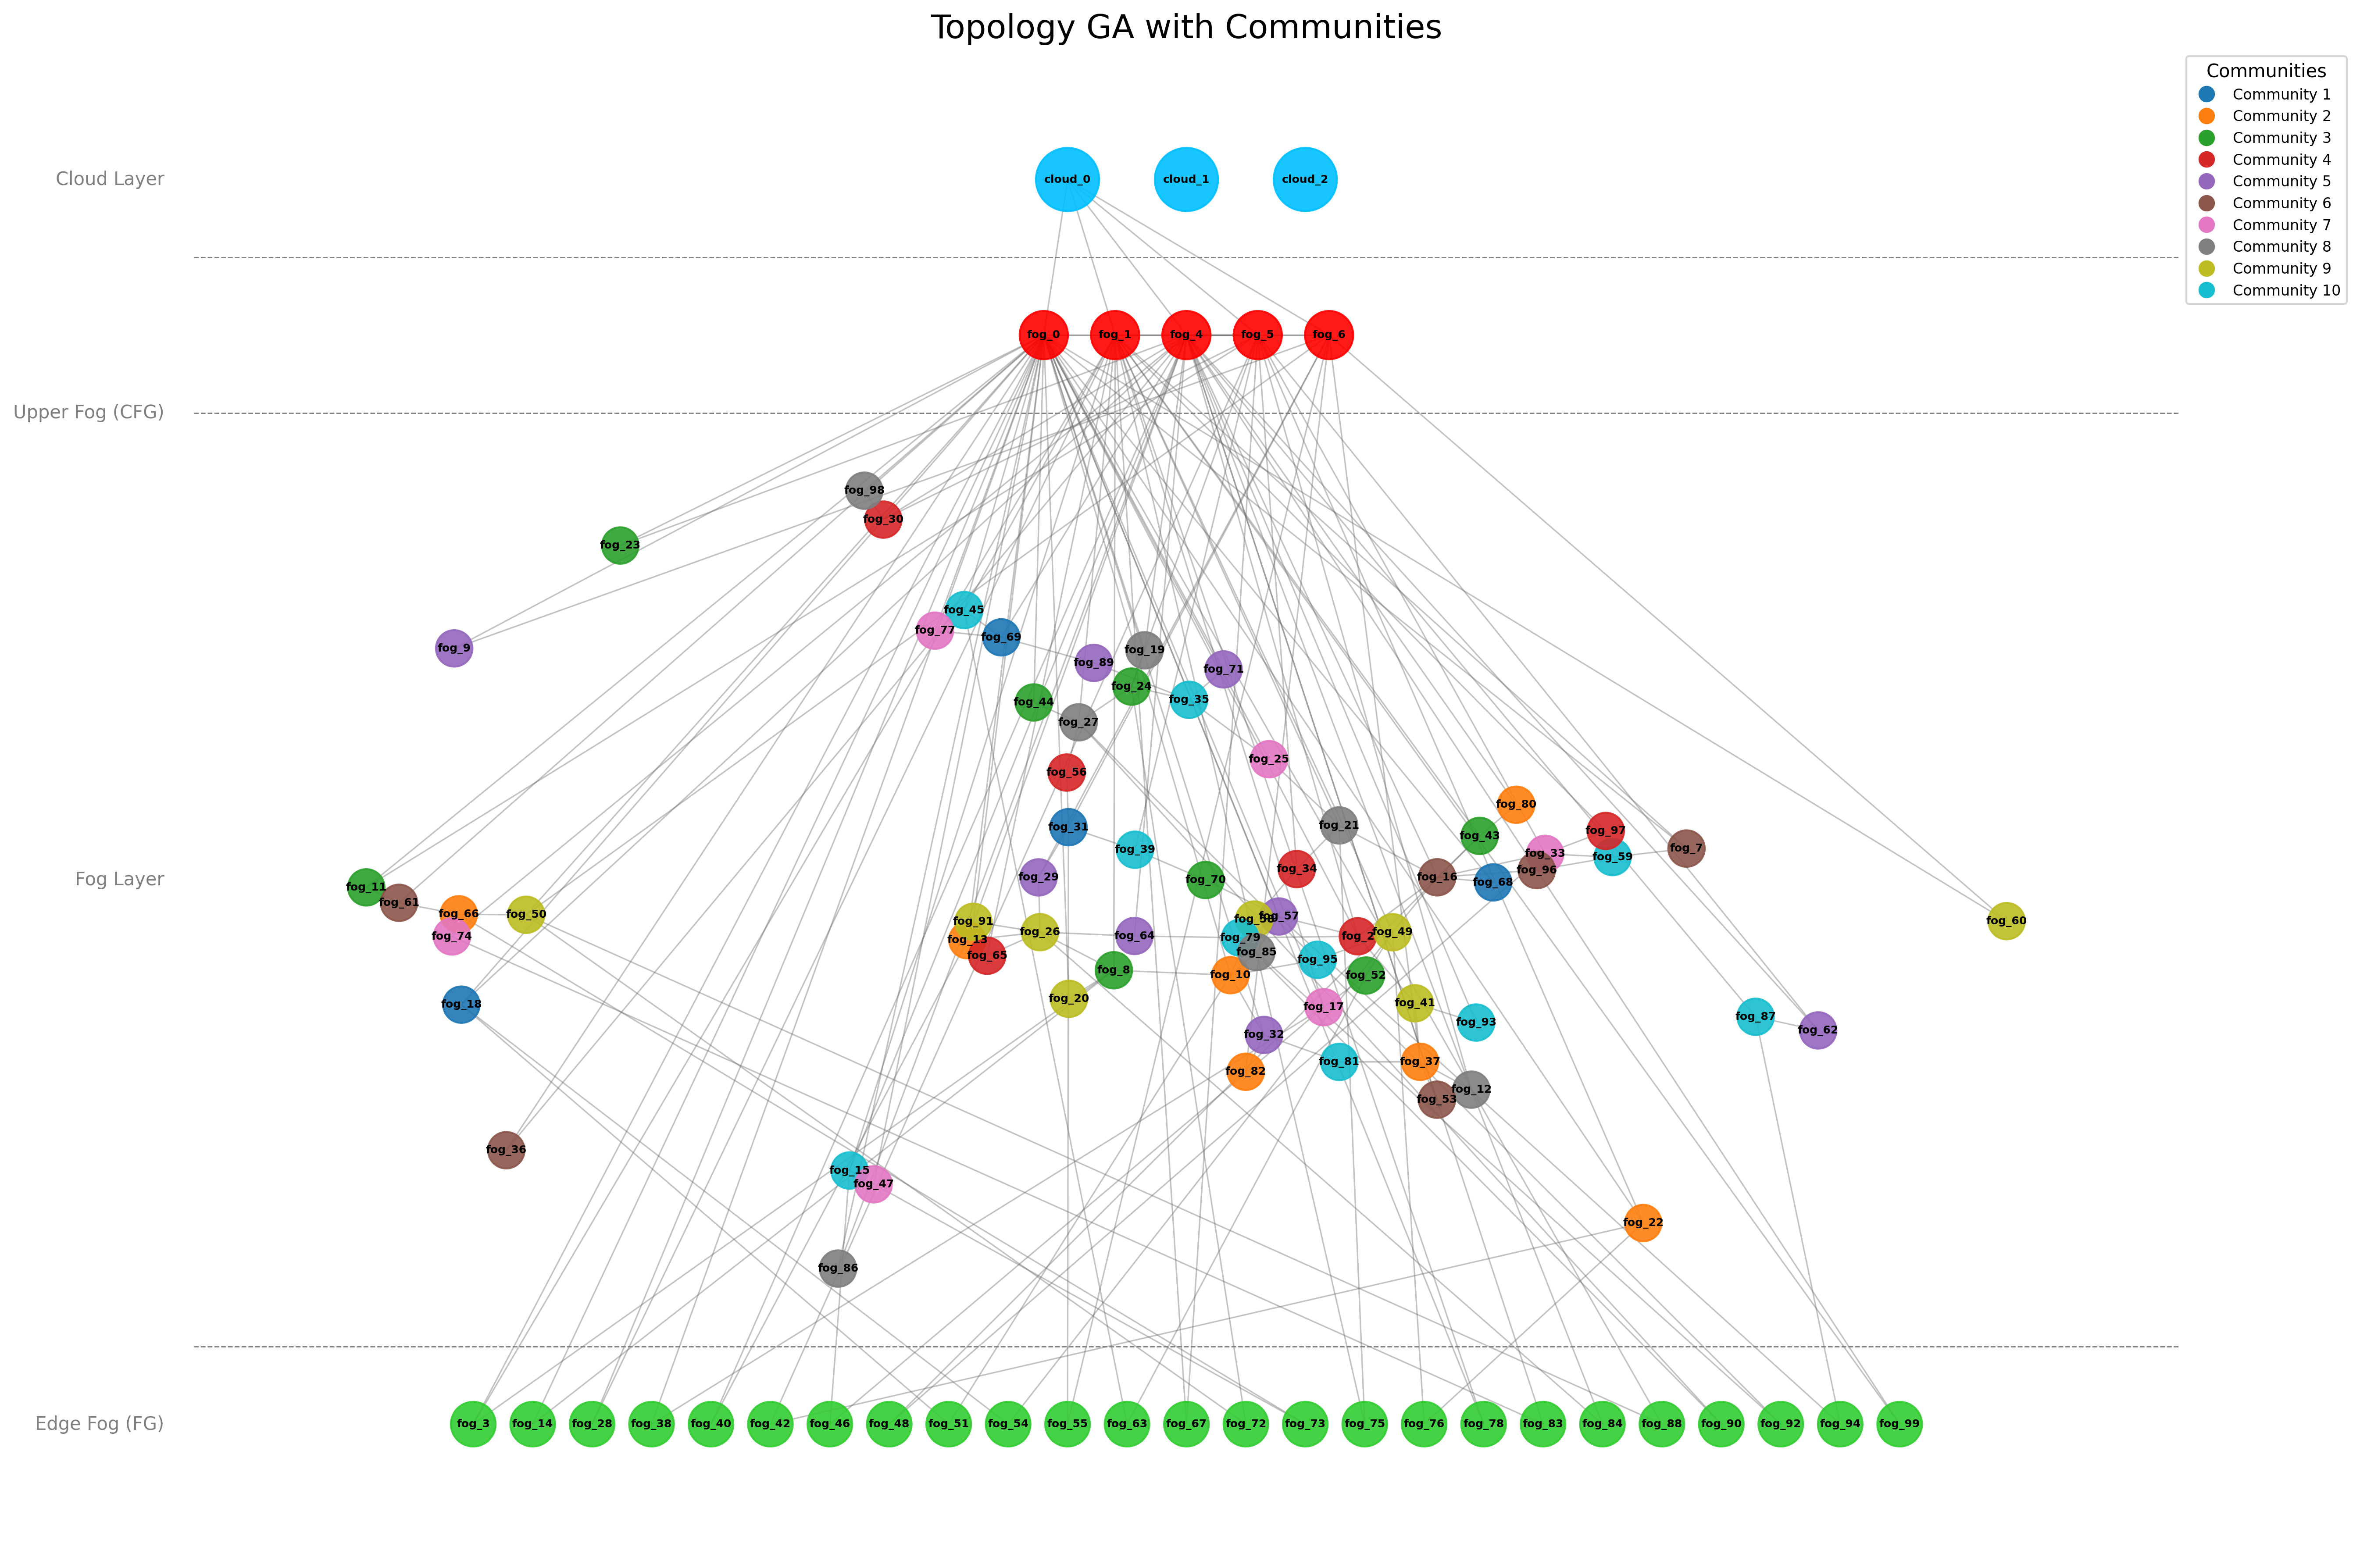 Topology GA with Communities
Communities
Community 1
Community 2
Community 3
Community 4
Community 5
Community 6
Community 7
Community 8
Community 9
Community 10
Cloud Layer
cloud_0
cloud_1
cloud_2
fog_0
fog_1
fog_4
fog_5
fog_6
Upper Fog (CFG)
fog_98
fog_30
fog_23
fog_45
fog_77
fog_69
fog_9
fog_89
fog_19
fog_71
fog_24
fog_35
fog_44
fog_27
fog_25
fog_56
fog_80
fog_31
fog_21
fog_43
fog_97
fog_39
fog_7
fog_33
fog_59
fog_34
fog_96
Fog Layer
fog_29
fog_70
fog_16
fog_68
fog_11
fog_61
fog_66
fog_50
fog_57
fog_58
fog_60
fog_91
fog_26
fog_49
fog_74
fog_13
fog_64
fog_79
fog_2
fog_65
fog_85
fog_95
fog_8
fog_10
fog_52
fog_20
fog_18
fog_17
fog_41
fog_93
fog_87
fog_62
fog_32
fog_81
fog_37
fog_82
fog_12
fog_53
fog_36
fog_15
fog_47
fog_22
fog_86
Edge Fog (FG)
fog_3
fog_14
fog_28
fog_38
fog_40
fog_42
fog_46
fog_48
fog_51
fog_54
fog_55
fog_63
fog_67
fog_72
fog_73
fog_75
fog_76
fog_78
fog_83
fog_84
fog_88
fog_90
fog_92
fog_94
fog_99